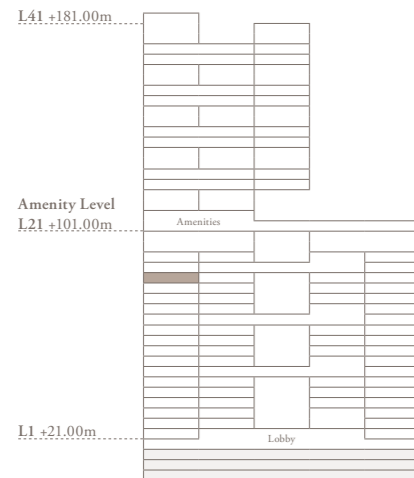 L41 +181.00m
Amenity Level
L21 +101.00m
Amenities
L1 +21.00m
Lobby